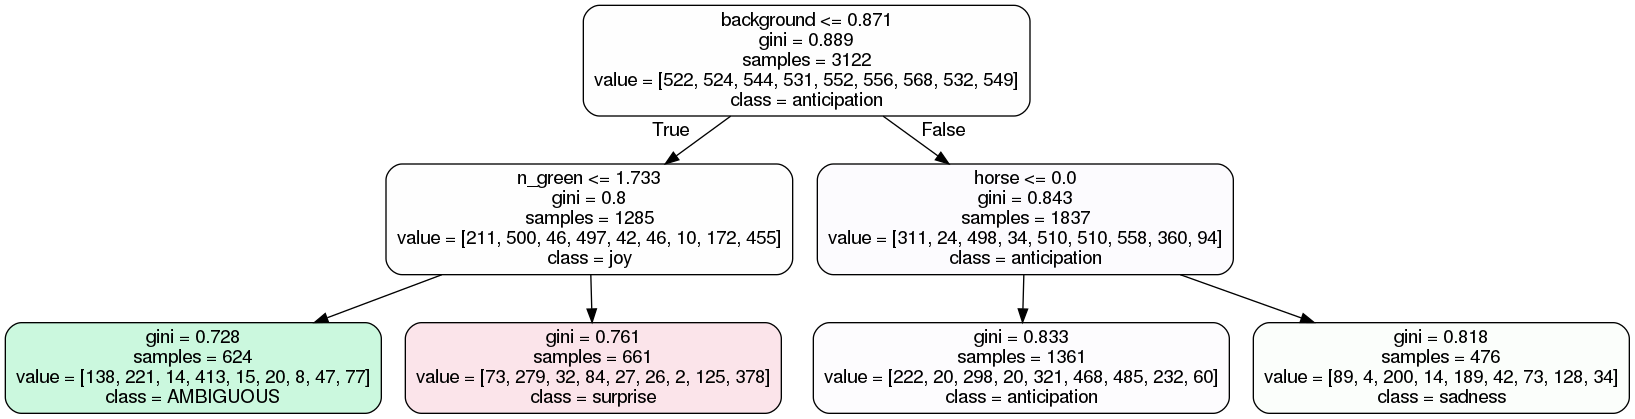 background <= 0.871
gini = 0.889
samples = 3122
value = [522, 524, 544, 531, 552, 556, 568, 532, 549]
class = anticipation
True
False
n_green <= 1.733
gini = 0.8
samples = 1285
value = [211, 500, 46, 497, 42, 46, 10, 172, 455]
class = joy
horse <= 0.0
gini = 0.843
samples = 1837
value = [311, 24, 498, 34, 510, 510, 558, 360, 94]
class = anticipation
gini = 0.728
samples = 624
value = [138, 221, 14, 413, 15, 20, 8, 47, 77]
class = AMBIGUOUS
gini = 0.761
samples = 661
value = [73, 279, 32, 84, 27, 26, 2, 125, 378]
class = surprise
gini = 0.833
samples = 1361
value = [222, 20, 298, 20, 321, 468, 485, 232, 60]
class = anticipation
gini = 0.818
samples = 476
value = [89, 4, 200, 14, 189, 42, 73, 128, 34]
class = sadness